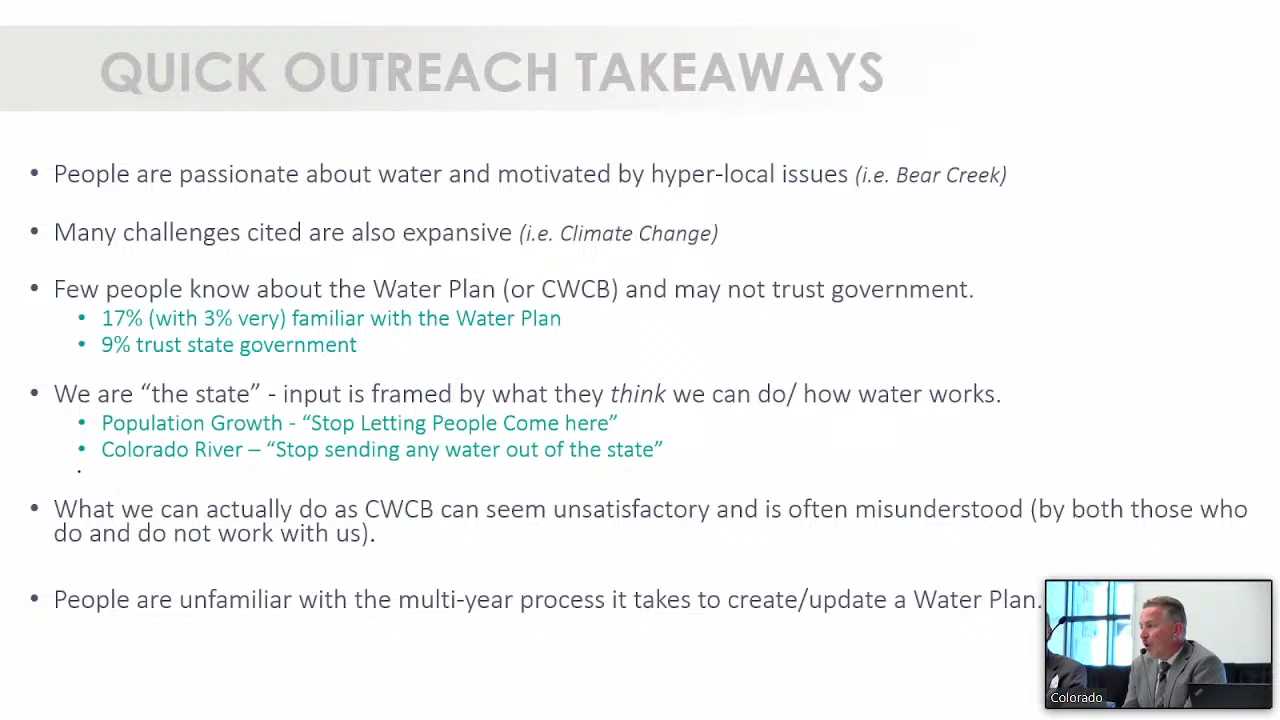 QUICK OUTREACH TAKEAWAYS
• People are passionate about water and motivated by hyper-local issues (i.e. Bear Creek)
• Many challenges cited are also expansive (i.e. Climate Change)
• Few people know about the Water Plan (or CWCB) and may not trust government.
• 17% (with 3% very) familiar with the Water Plan
• 9% trust state government
• We are “the state” - input is framed by what they think we can do/ how water works.
• Population Growth - “Stop Letting People Come here”
• Colorado River – “Stop sending any water out of the state”
• What we can actually do as CWCB can seem unsatisfactory and is often misunderstood (by both those who
do and do not work with us).
• People are unfamiliar with the multi-year process it takes to create/update a Water Plan.
Colorado